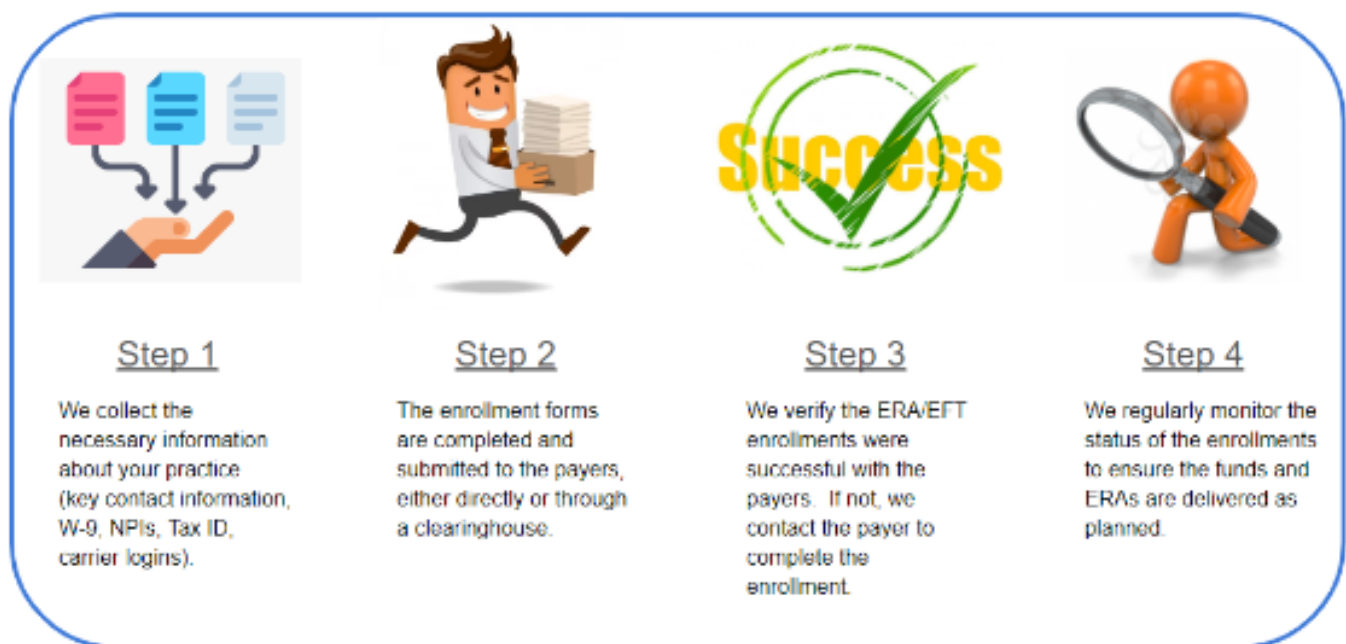 Success
Step 1
We collect the
necessary information
about your practice
(key contact information,
W-9, NPIs, Tax ID,
carrier logins).
Step 2
The enrollment forms
are completed and
submitted to the payers,
either directly or through
a clearinghouse.
Step 3
We verify the ERA/EFT
enrollments were
successful with the
payers.  If not, we
contact the payer to
complete the
enrollment.
Step 4
We regularly monitor the
status of the enrollments
to ensure the funds and
ERAs are delivered as
planned.